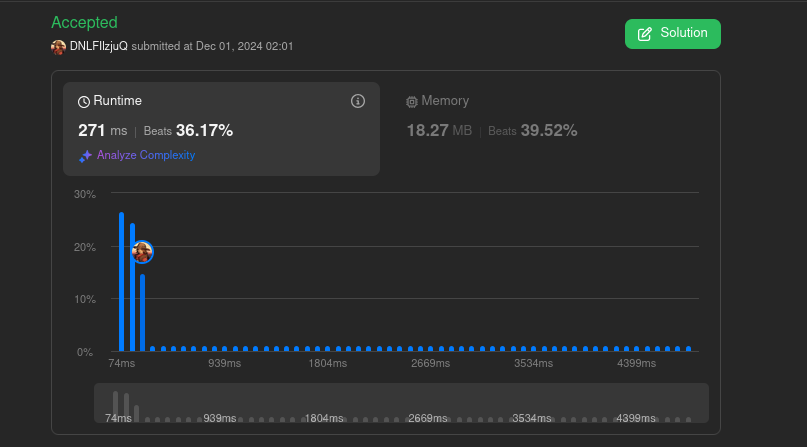 Accepted
DNLFIlzjuQ submitted at Dec 01, 2024 02:01
Solution
Runtime
271 ms | Beats 36.17%
Analyze Complexity
Memory
18.27 MB | Beats 39.52%
30%
20%
10%
0%
74ms 939ms 1804ms 2669ms 3534ms 4399ms
74ms 939ms 1804ms 2669ms 3534ms 4399ms